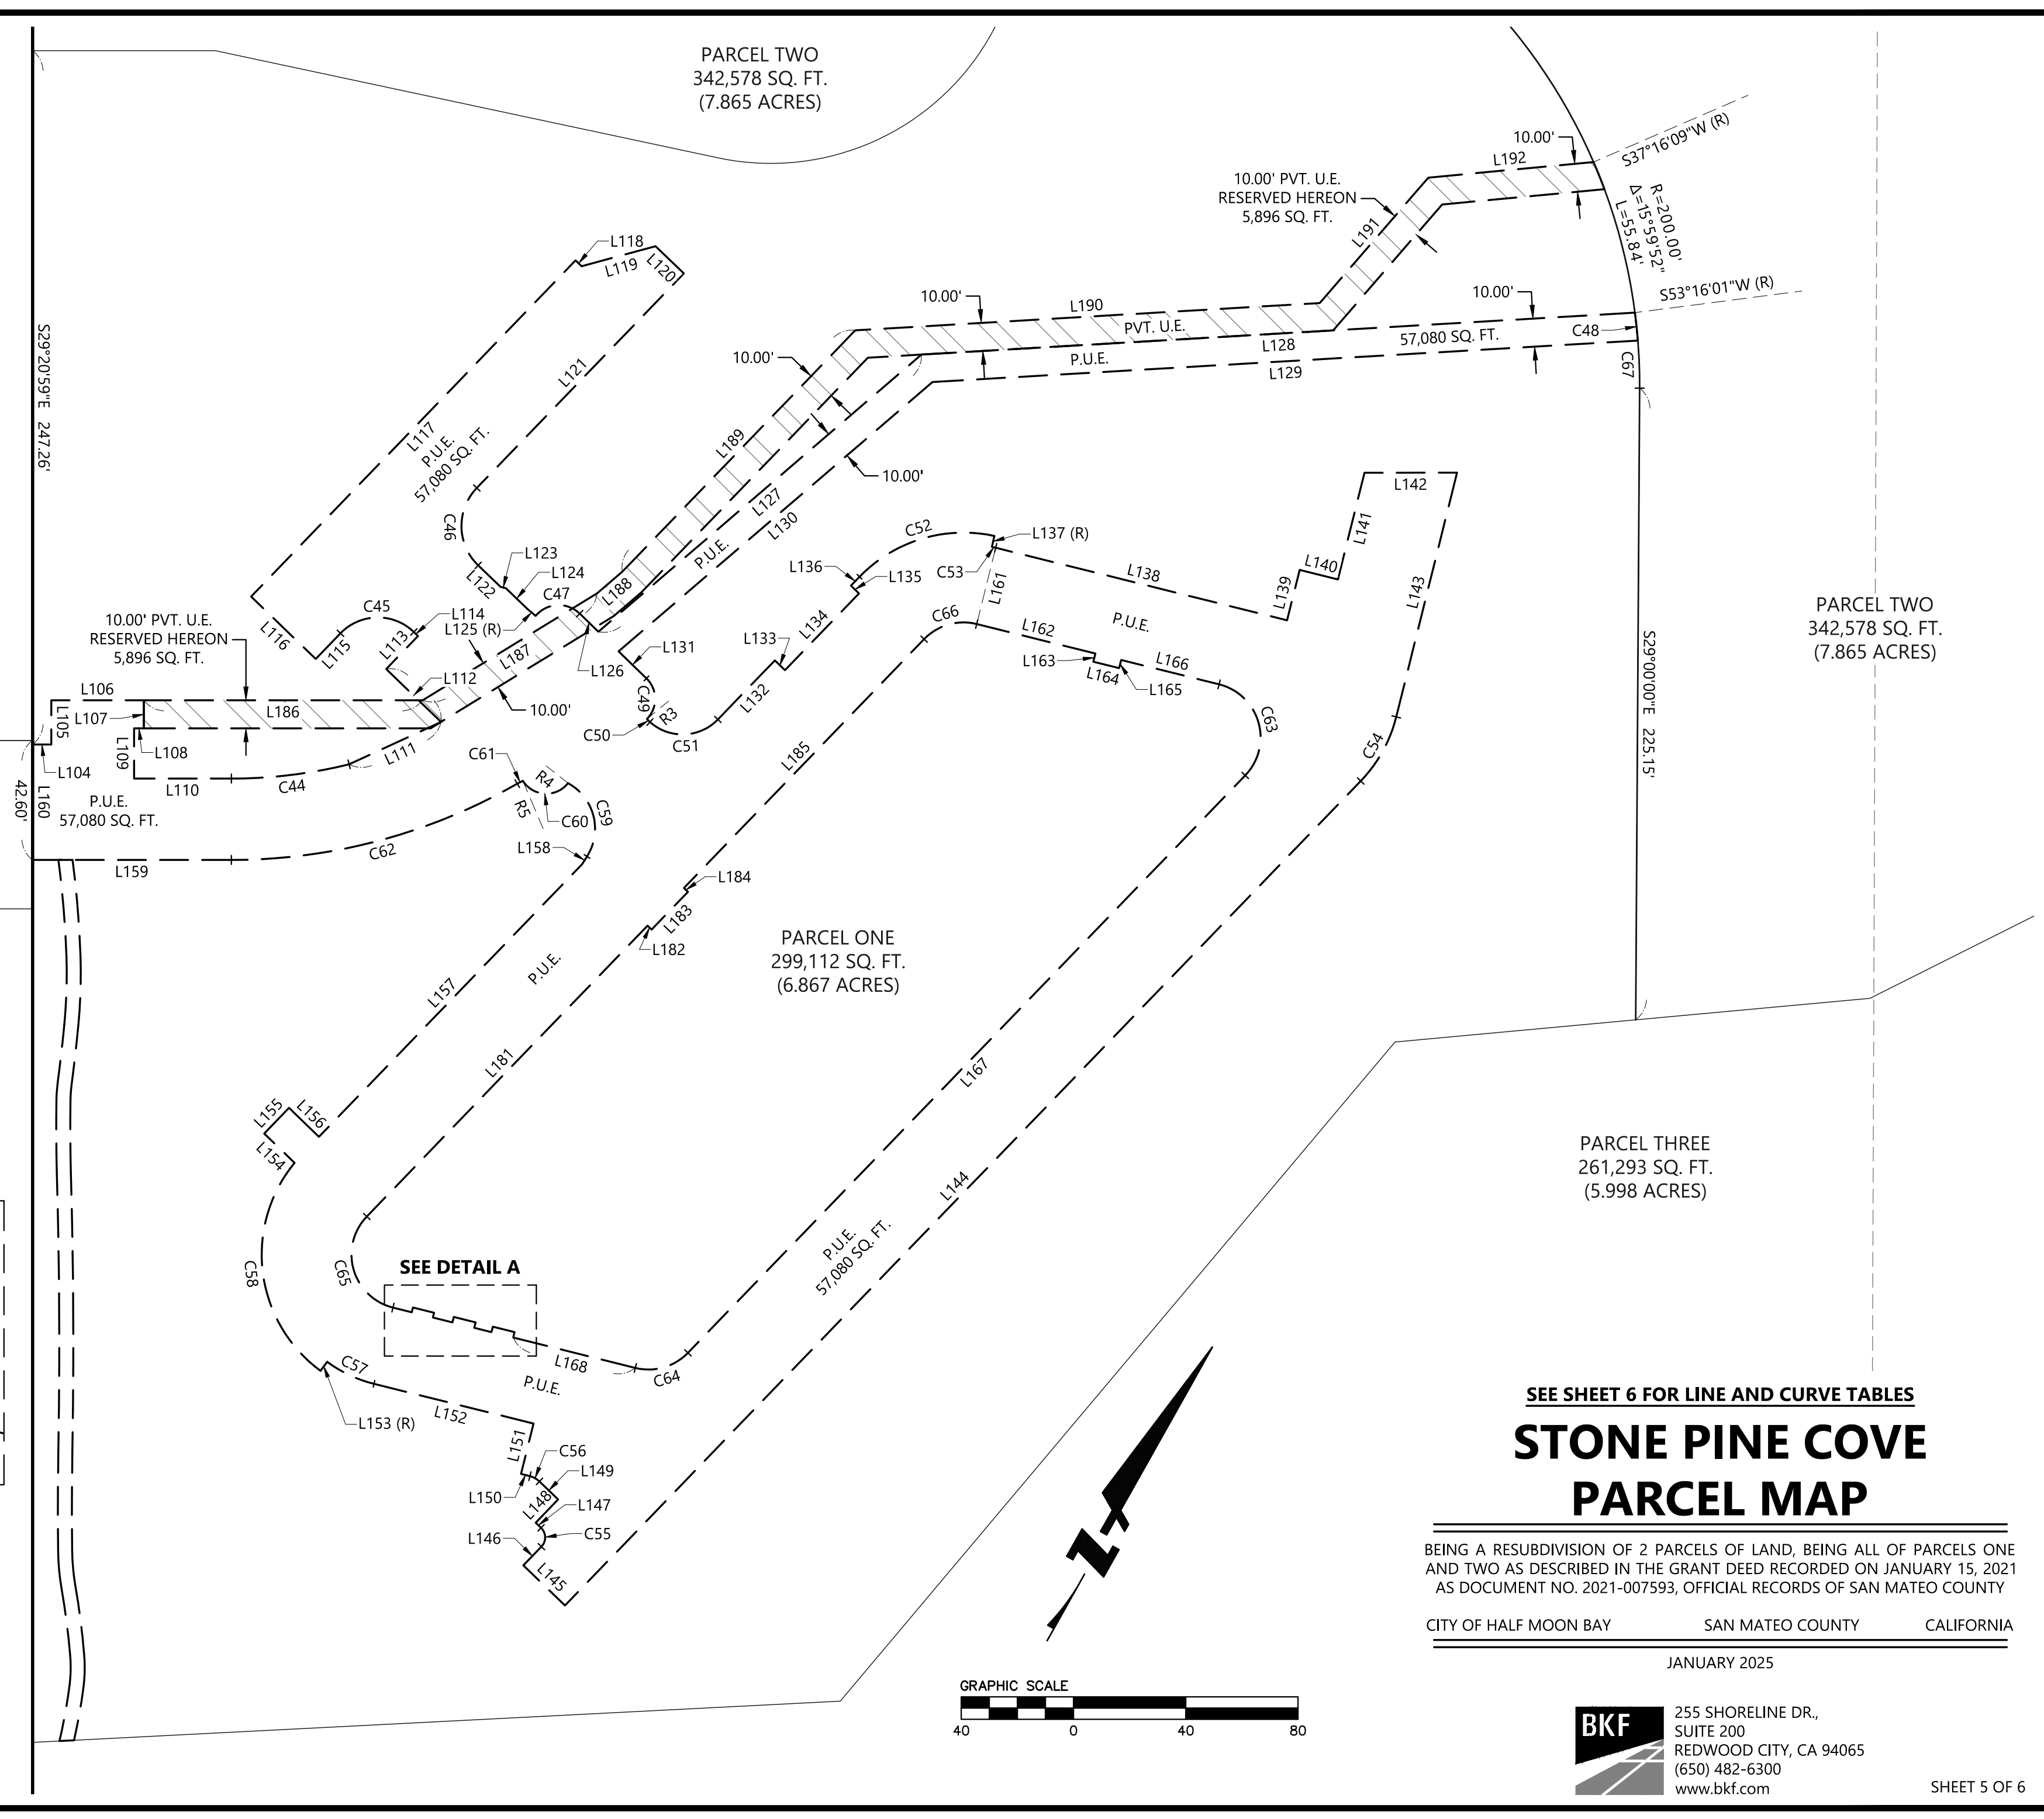 PARCEL TWO
342,578 SQ. FT.
(7.865 ACRES)
10.00'
L192
S37°16'09"W (R)
10.00' PVT. U.E.
RESERVED HEREON
5,896 SQ. FT.
L191
R=200.00'
Δ=15°59'52"
L=55.84'
S53°16'01"W (R)
L118
L119
L120
10.00'
L190
10.00'
PVT. U.E.
C48
57,080 SQ. FT.
L128
P.U.E.
L129
C67
S29°20'59"E 247.26'
10.00'
L121
L117
P.U.E.
57,080 SQ. FT.
L189
10.00'
L127
L130
P.U.E.
C46
L142
L141
C52
L137 (R)
C53
L161
L138
L140
L139
L143
L136
L135
L123
L124
L122
C47
L188
C45
L114
L125 (R)
L113
L116
L115
10.00' PVT. U.E.
RESERVED HEREON
5,896 SQ. FT.
L187
L126
L131
L133
L134
C66
P.U.E.
L162
L163
L164
L165
L166
PARCEL TWO
342,578 SQ. FT.
(7.865 ACRES)
L112
L106
L107
L105
L186
10.00'
C49
R3
C50
C51
L132
C63
S29°00'00"E 225.15'
L104
L109
L108
L110
C44
L111
C61
R4
R5
C60
C59
L185
C54
L160
42.60'
P.U.E.
57,080 SQ. FT.
C62
L158
L159
L184
L183
L182
PARCEL ONE
299,112 SQ. FT.
(6.867 ACRES)
P.U.E.
L157
L181
L167
L155
L156
L154
PARCEL THREE
261,293 SQ. FT.
(5.998 ACRES)
L144
P.U.E.
57,080 SQ. FT.
C58
C65
SEE DETAIL A
L168
C64
C57
P.U.E.
L153 (R)
L152
L151
C56
L149
L150
L148
L147
L146
C55
L145
N
SEE SHEET 6 FOR LINE AND CURVE TABLES
STONE PINE COVE
PARCEL MAP
BEING A RESUBDIVISION OF 2 PARCELS OF LAND, BEING ALL OF PARCELS ONE
AND TWO AS DESCRIBED IN THE GRANT DEED RECORDED ON JANUARY 15, 2021
AS DOCUMENT NO. 2021-007593, OFFICIAL RECORDS OF SAN MATEO COUNTY
CITY OF HALF MOON BAY SAN MATEO COUNTY CALIFORNIA
JANUARY 2025
GRAPHIC SCALE
40 0 40 80
BKF
255 SHORELINE DR.,
SUITE 200
REDWOOD CITY, CA 94065
(650) 482-6300
www.bkf.com
SHEET 5 OF 6